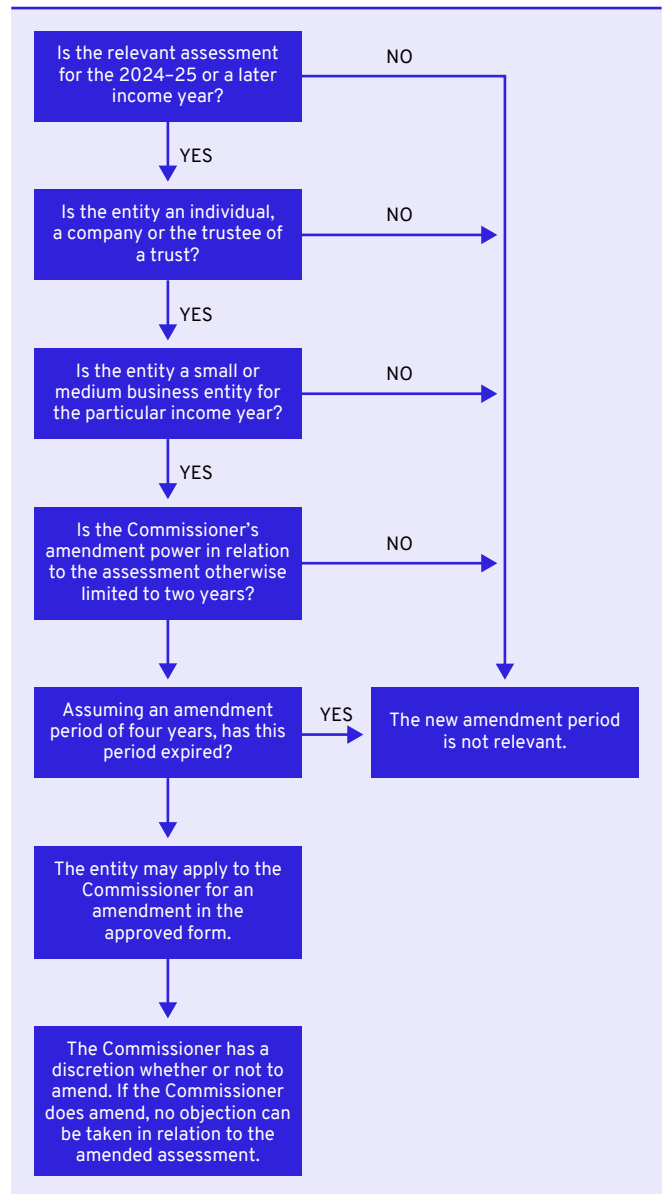 Is the relevant assessment
for the 2024–25 or a later
income year?
NO
YES
Is the entity an individual,
a company or the trustee of
a trust?
NO
YES
Is the entity a small or
medium business entity for
the particular income year?
NO
YES
Is the Commissioner’s
amendment power in relation
to the assessment otherwise
limited to two years?
NO
Assuming an amendment
period of four years, has this
period expired?
YES
The new amendment period
is not relevant.
The entity may apply to the
Commissioner for an
amendment in the
approved form.
The Commissioner has a
discretion whether or not to
amend. If the Commissioner
does amend, no objection can
be taken in relation to the
amended assessment.